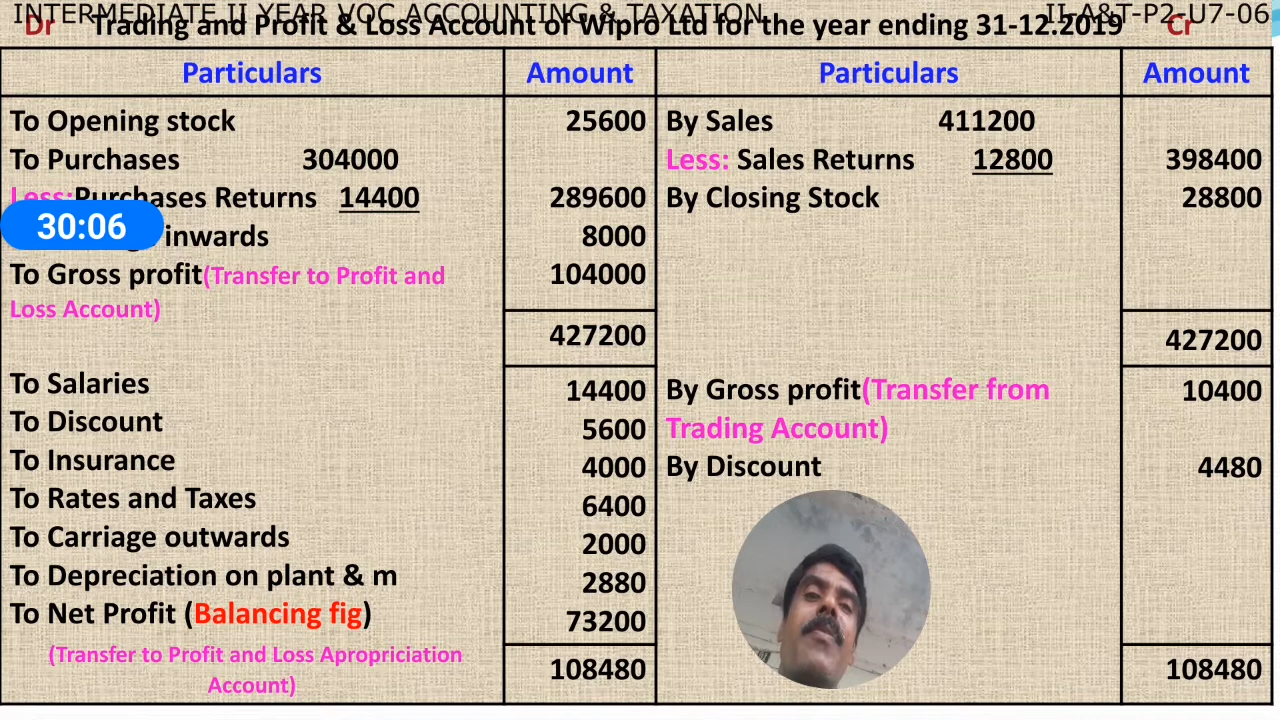 INTERMEDIATE II YEAR VOC ACCOUNTING & TAXATION II-A&T-P2-U7-06
Dr Trading and Profit & Loss Account of Wipro Ltd for the year ending 31-12.2019 Cr
Particulars Amount Particulars Amount
To Opening stock 25600 By Sales 411200
To Purchases 304000 Less: Sales Returns 12800 398400
Less:Purchases Returns 14400 289600 By Closing Stock 28800
30:06
inwards 8000
To Gross profit(Transfer to Profit and 104000
Loss Account)
427200 427200
To Salaries 14400 By Gross profit(Transfer from 10400
To Discount 5600 Trading Account)
To Insurance 4000 By Discount 4480
To Rates and Taxes 6400
To Carriage outwards 2000
To Depreciation on plant & m 2880
To Net Profit (Balancing fig) 73200
(Transfer to Profit and Loss Apropriciation 108480 108480
Account)